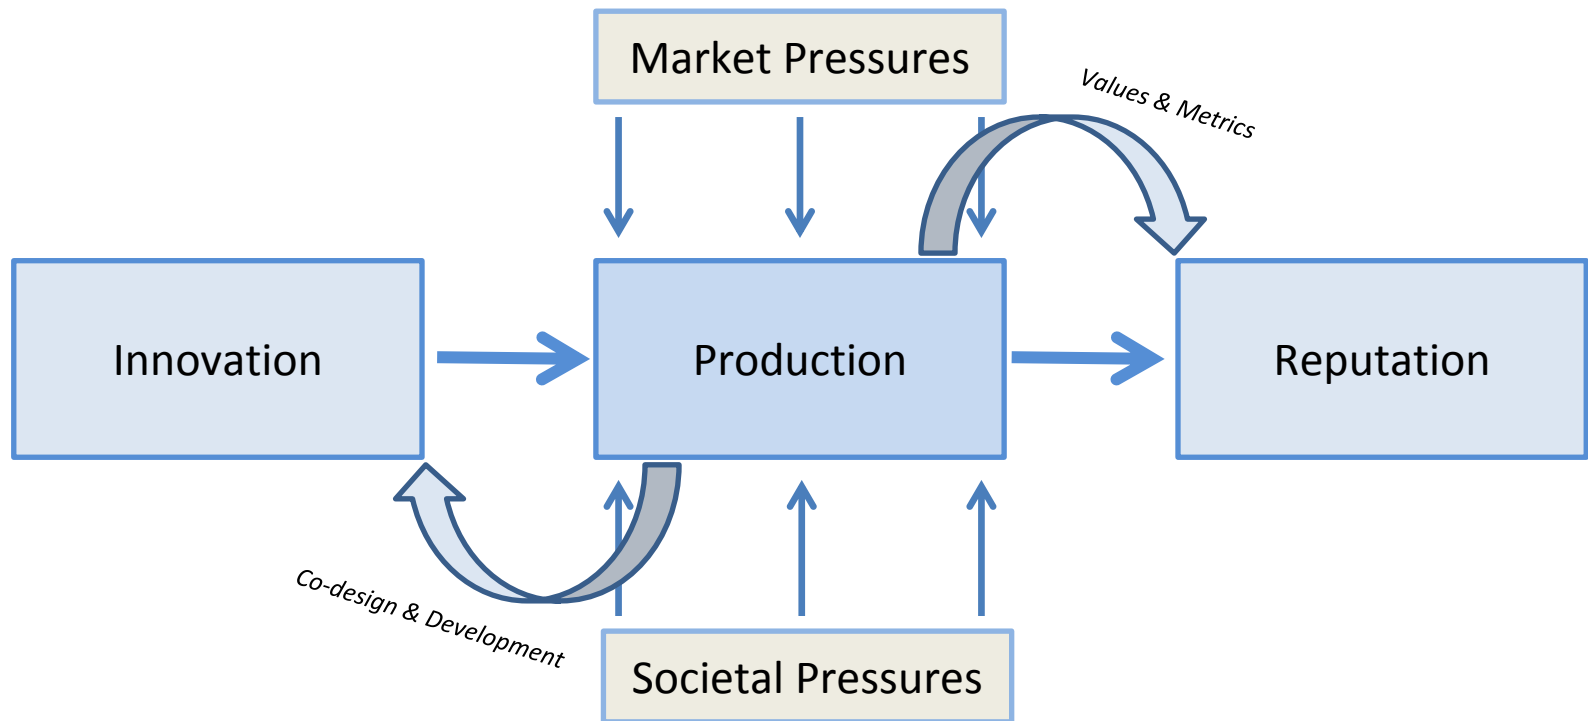 Market Pressures
Values & Metrics
Innovation
Production
Reputation
Co-design & Development
Societal Pressures